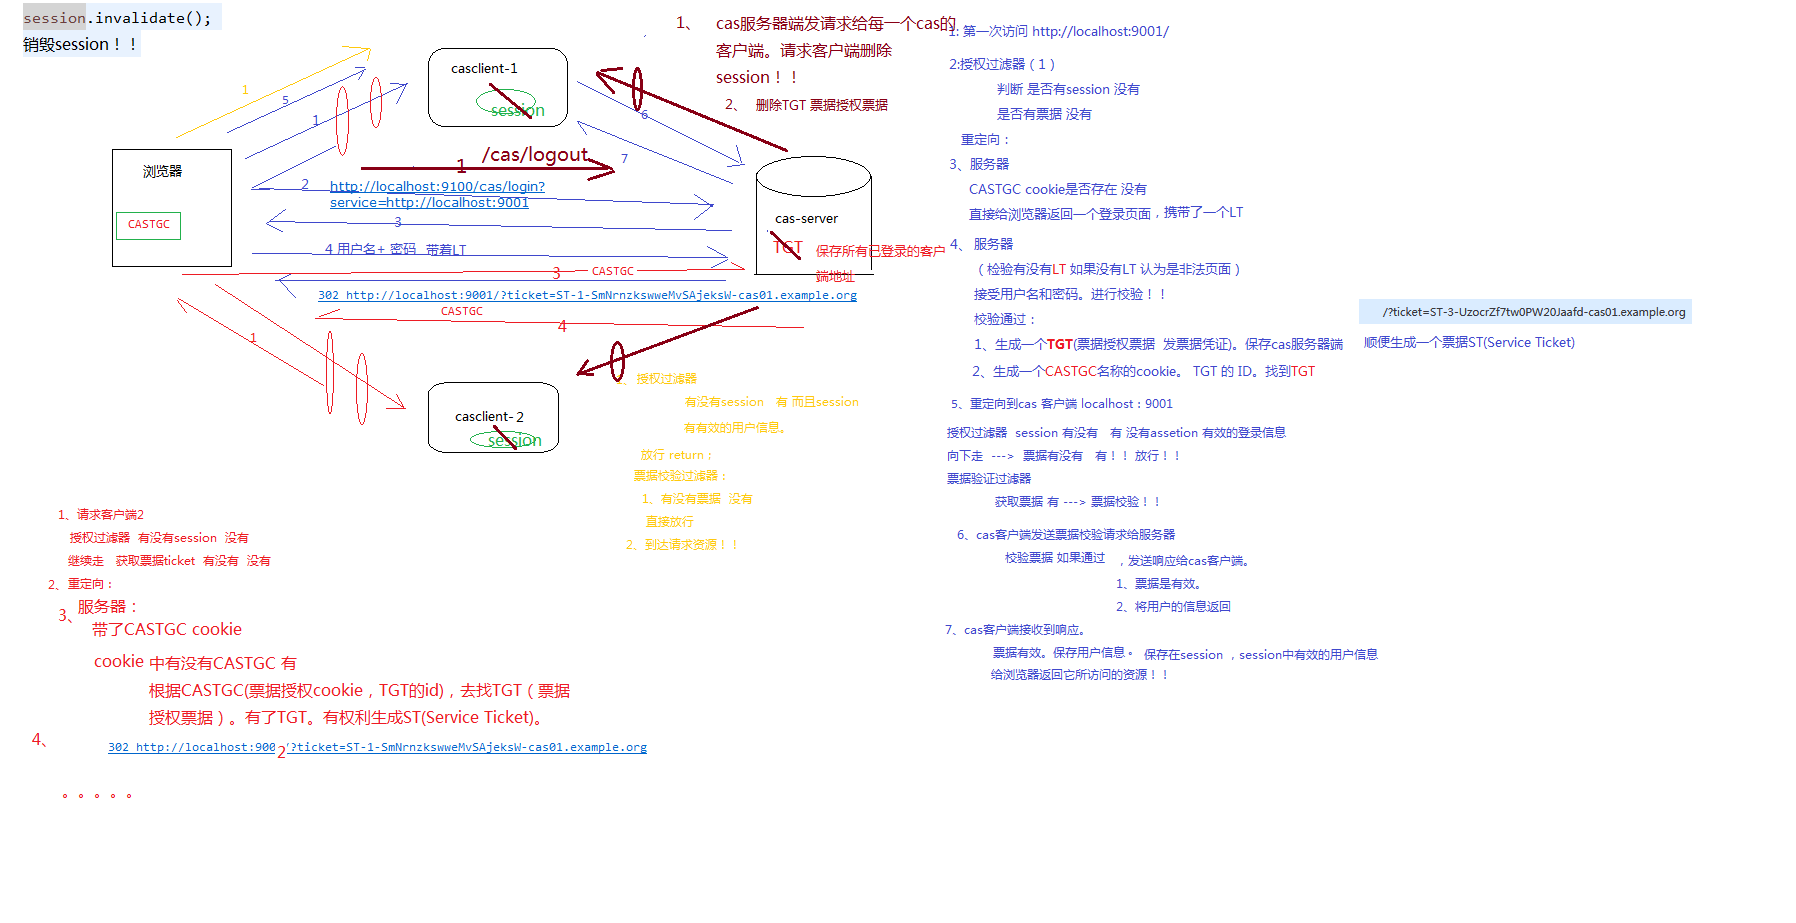 session.invalidate();
销毁session！！
1、
cas服务器端发请求给每一个cas的
客户端。请求客户端删除
session！！
2、 删除TGT 票据授权票据
casclient-1
session
1
5
1
6
7
/cas/logout
1
浏览器
CASTGC
2
http://localhost:9100/cas/login?
service=http://localhost:9001
3
4 用户名+ 密码 带着LT
cas-server
TGT
保存所有已登录的客户
端地址
3
CASTGC
302 http://localhost:9001/?ticket=ST-1-SmNrnzkswweMvSAjeksW-cas01.example.org
CASTGC
4
1
casclient-2
session
1、授权过滤器
有没有session 有 而且session
有有效的用户信息。
放行 return；
票据校验过滤器：
1、有没有票据 没有
直接放行
2、到达请求资源！！
1、请求客户端2
授权过滤器 有没有session 没有
继续走 获取票据ticket 有没有 没有
2、重定向：
3、
服务器：
带了CASTGC cookie
cookie 中有没有CASTGC 有
根据CASTGC(票据授权cookie，TGT的id)，去找TGT（票据
授权票据）。有了TGT。有权利生成ST(Service Ticket)。
4、
302 http://localhost:9002/?ticket=ST-1-SmNrnzkswweMvSAjeksW-cas01.example.org
。。。。。
1: 第一次访问 http://localhost:9001/
2:授权过滤器（1）
判断 是否有session 没有
是否有票据 没有
重定向：
3、服务器
CASTGC cookie是否存在 没有
直接给浏览器返回一个登录页面，携带了一个LT
4、 服务器
（检验有没有LT 如果没有LT 认为是非法页面）
接受用户名和密码。进行校验！！
校验通过：
1、生成一个TGT(票据授权票据 发票据凭证)。保存cas服务器端
2、生成一个CASTGC名称的cookie。 TGT 的 ID。找到TGT
/?ticket=ST-3-UzocrZf7tw0PW20Jaafd-cas01.example.org
顺便生成一个票据ST(Service Ticket)
5、重定向到cas 客户端 localhost：9001
授权过滤器 session 有没有 有 没有assetion 有效的登录信息
向下走 ---> 票据有没有 有！！ 放行！！
票据验证过滤器
获取票据 有 ---> 票据校验！！
6、cas客户端发送票据校验请求给服务器
校验票据 如果通过 ，发送响应给cas客户端。
1、票据是有效。
2、将用户的信息返回
7、cas客户端接收到响应。
票据有效。保存用户信息。 保存在session ，session中有效的用户信息
给浏览器返回它所访问的资源！！